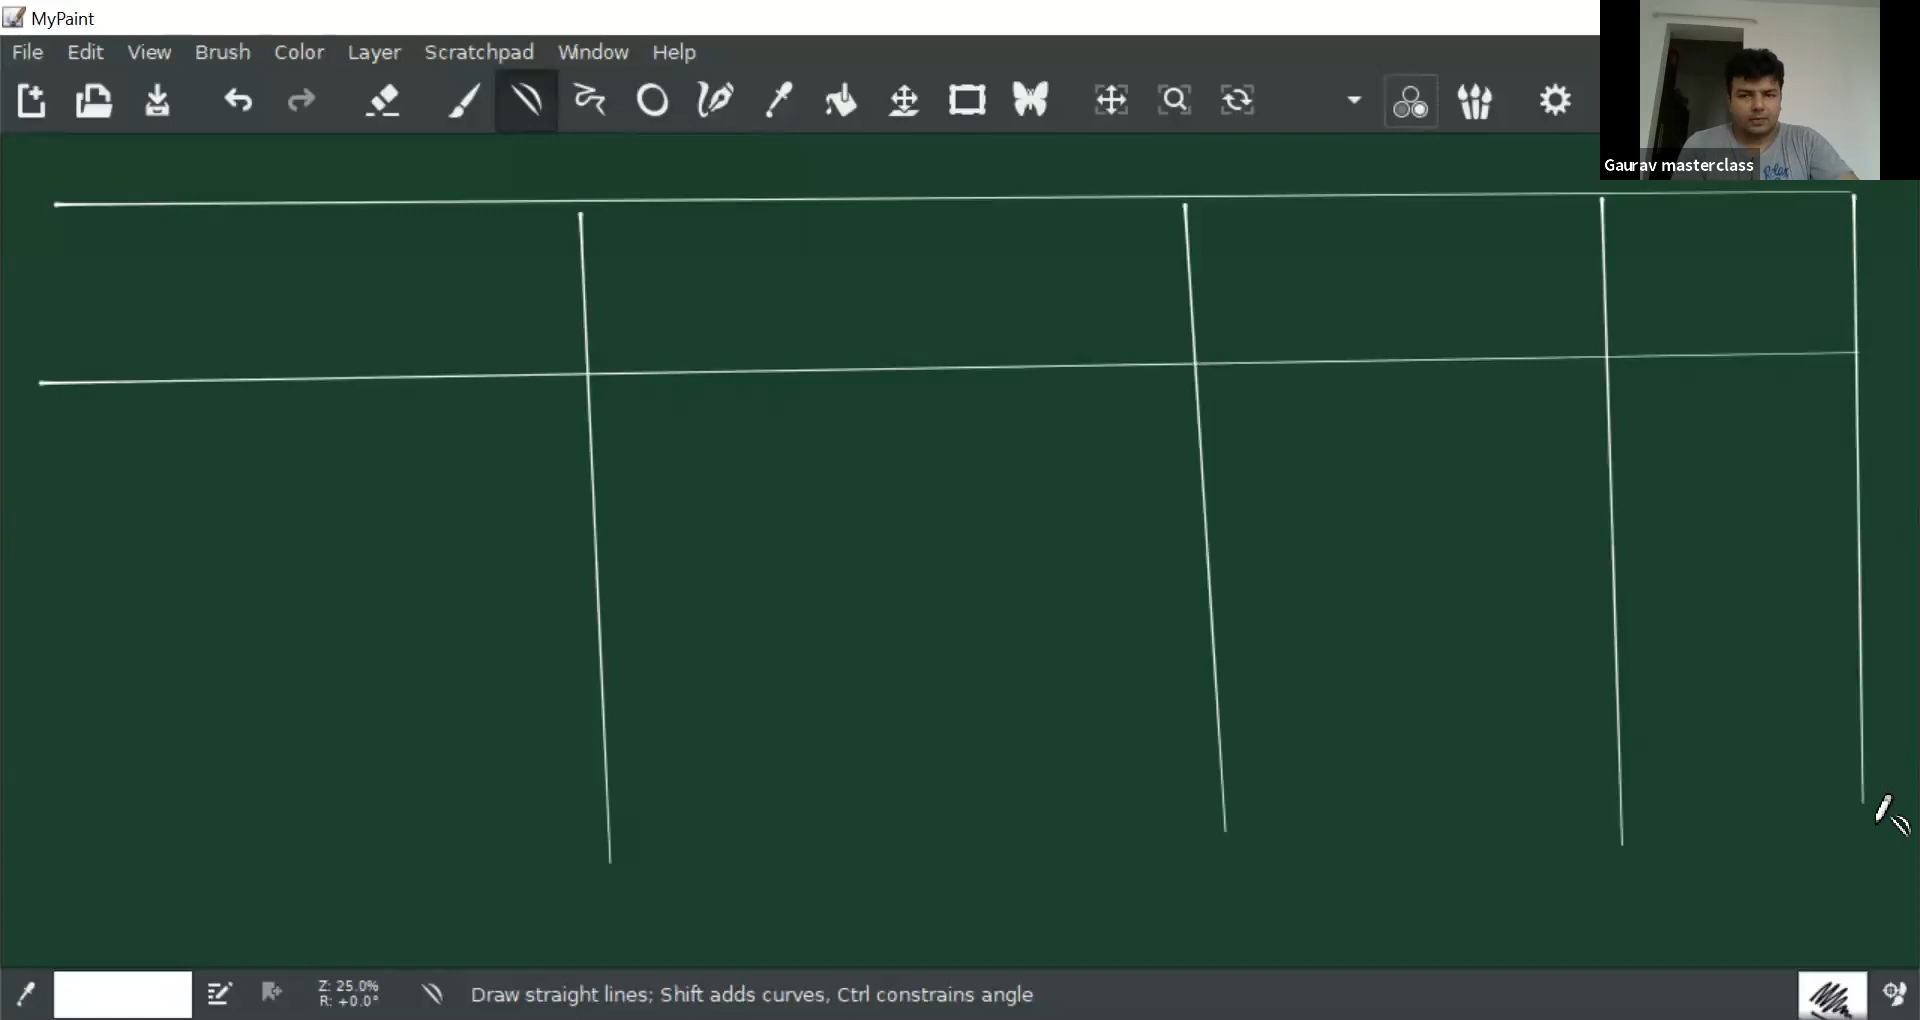 MyPaint
File Edit View Brush Color Layer Scratchpad Window Help
Gaurav masterclass
Relax
Z: 25.0%
R: +0.0°
Draw straight lines; Shift adds curves, Ctrl constrains angle